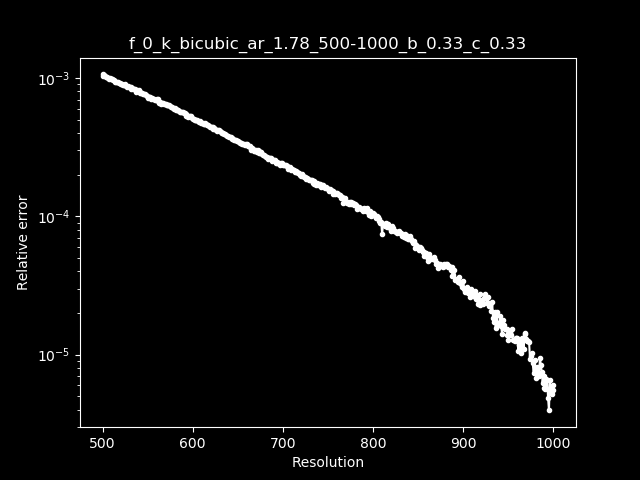 f_0_k_bicubic_ar_1.78_500-1000_b_0.33_c_0.33
10⁻³
10⁻⁴
10⁻⁵
Relative error
500 600 700 800 900 1000
Resolution